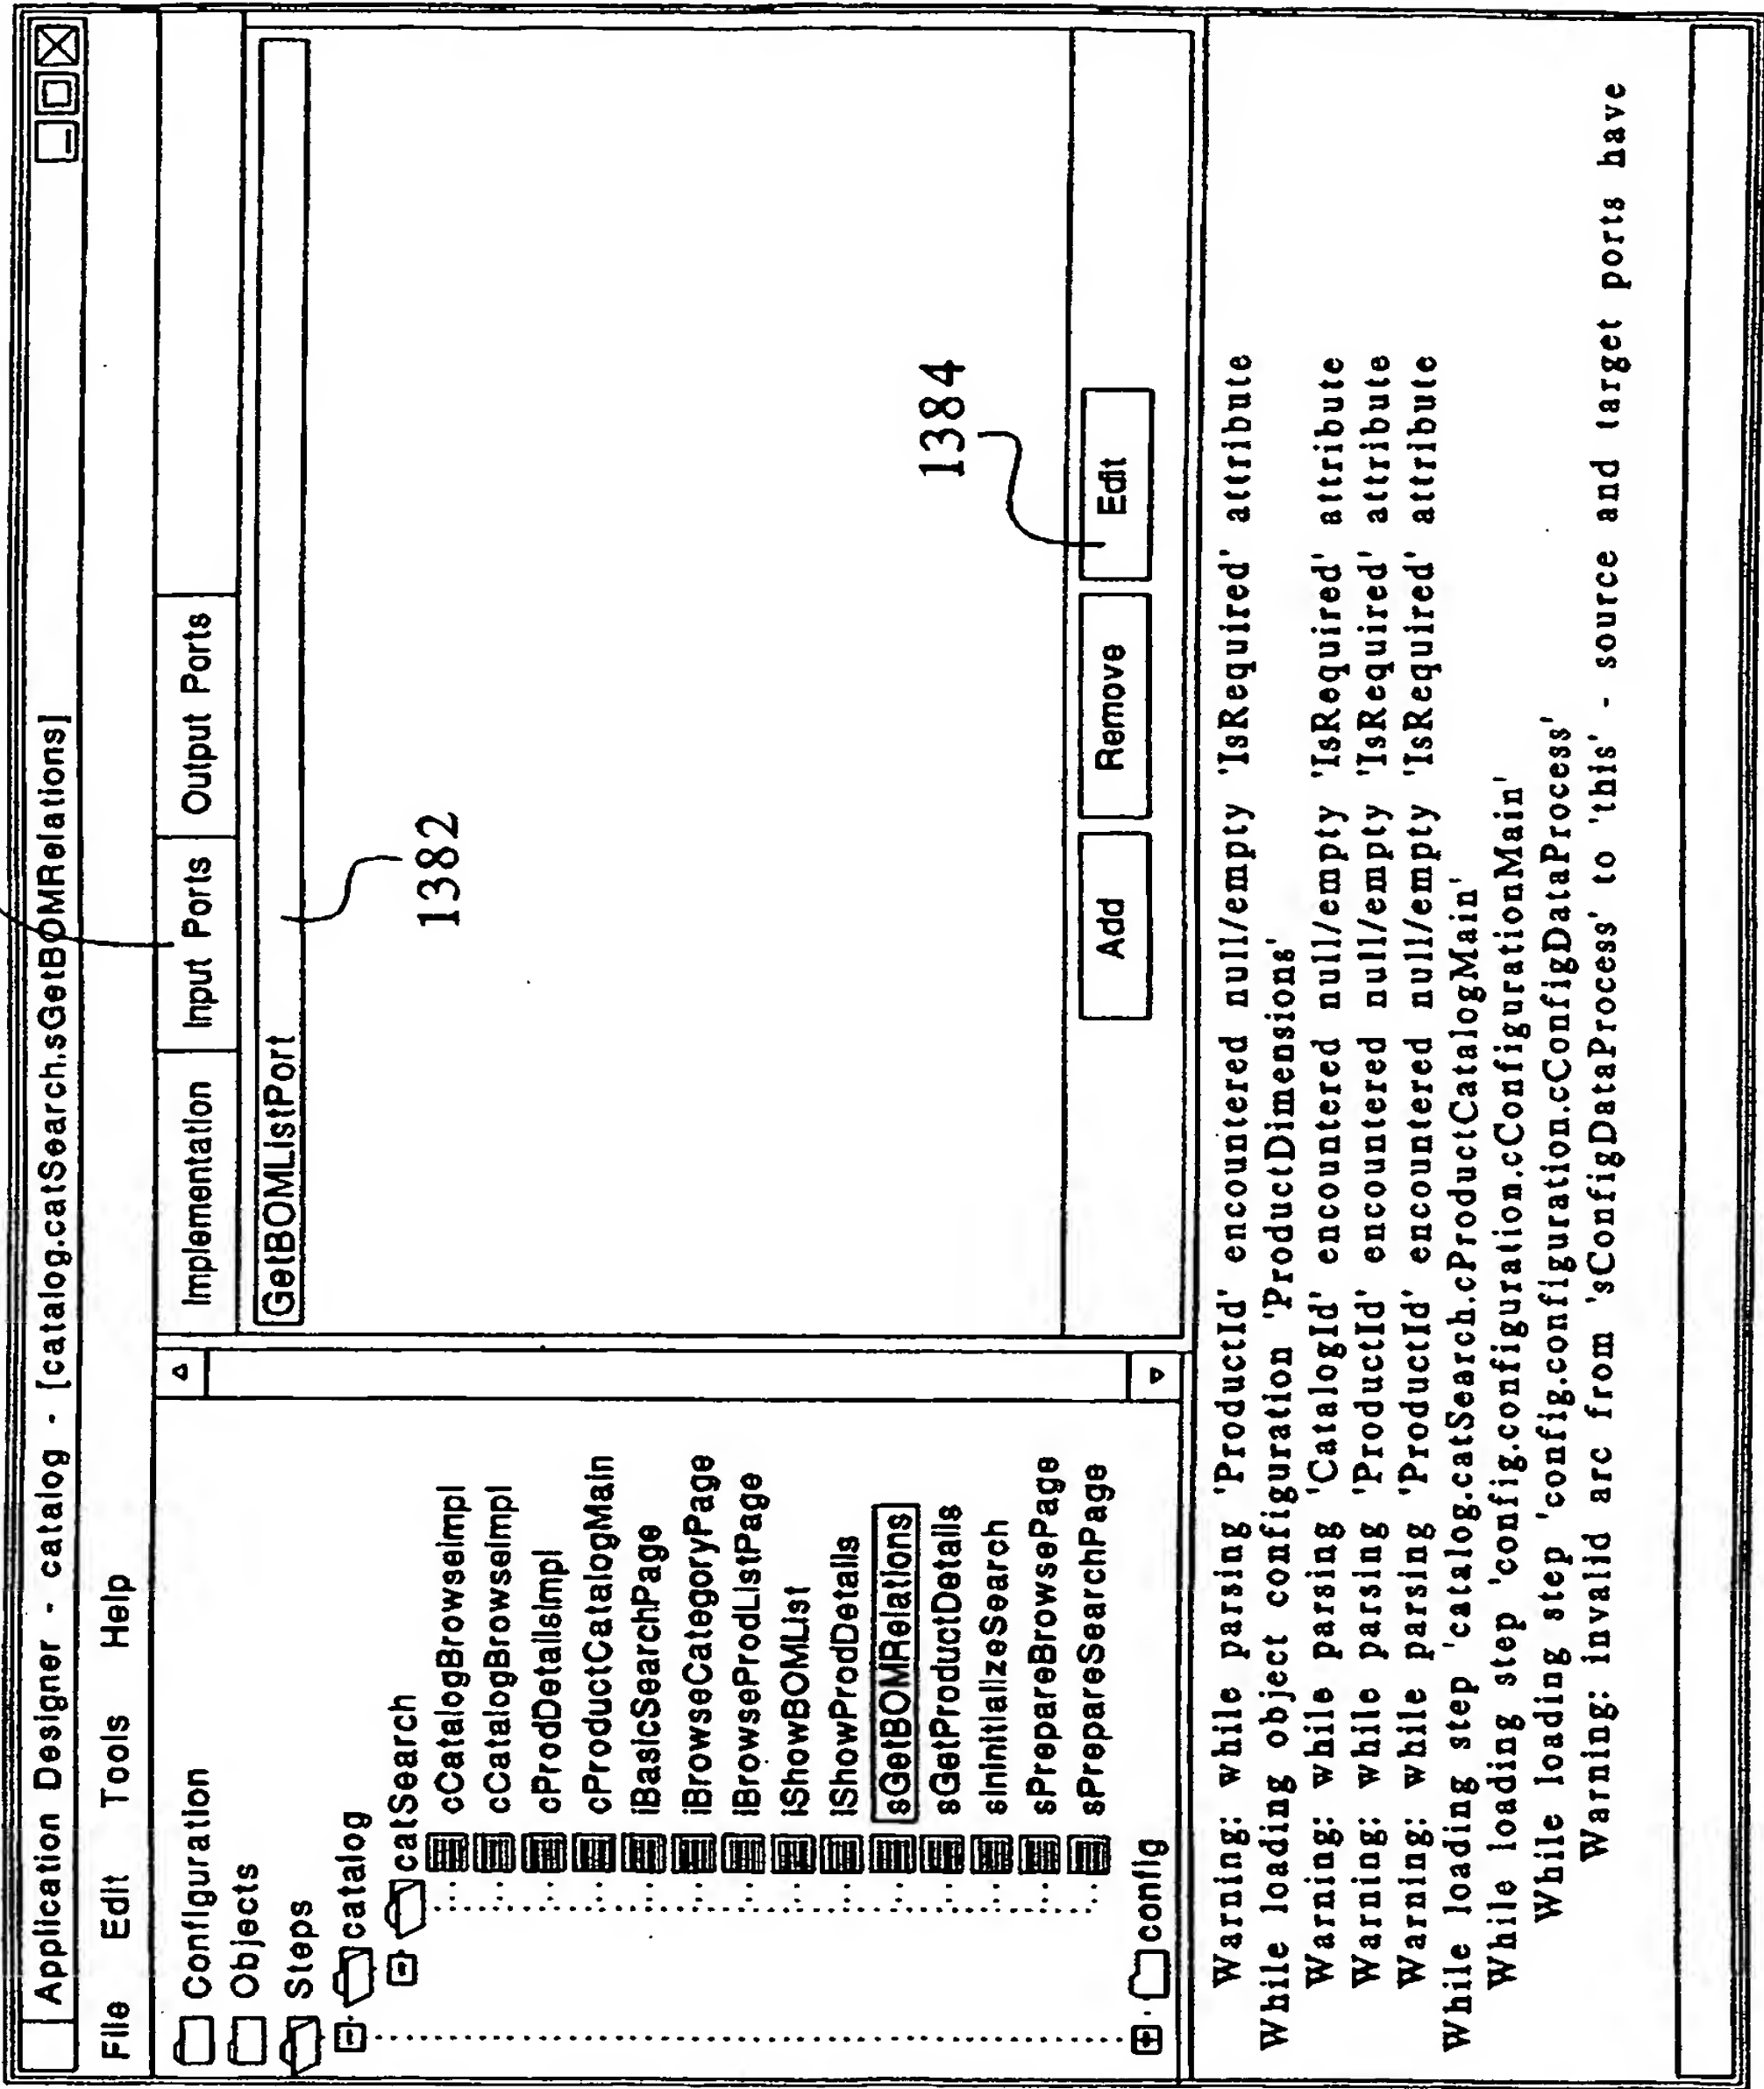 Application Designer - catalog - [catalog.catSearch.sGetBOMRelations]
File Edit Tools Help
Configuration
Objects
Steps
catalog
catSearch
cCatalogBrowseImpl
cCatalogBrowseImpl
cProdDetailsImpl
cProductCatalogMain
iBasicSearchPage
iBrowseCategoryPage
iBrowseProdListPage
iShowBOMList
iShowProdDetails
sGetBOMRelations
sGetProductDetails
sInitializeSearch
sPrepareBrowsePage
sPrepareSearchPage
config
Implementation Input Ports Output Ports
GetBOMListPort
1382
1384
Add Remove Edit
Warning: while parsing 'ProductId' encountered null/empty 'IsRequired' attribute
While loading object configuration 'ProductDimensions'
Warning: while parsing 'CatalogId' encountered null/empty 'IsRequired' attribute
Warning: while parsing 'ProductId' encountered null/empty 'IsRequired' attribute
Warning: while parsing 'ProductId' encountered null/empty 'IsRequired' attribute
While loading step 'catalog.catSearch.cProductCatalogMain'
While loading step 'config.configuration.cConfigurationMain'
While loading step 'config.configuration.cConfigDataProcess'
Warning: invalid arc from 'sConfigDataProcess' to 'this' - source and target ports have